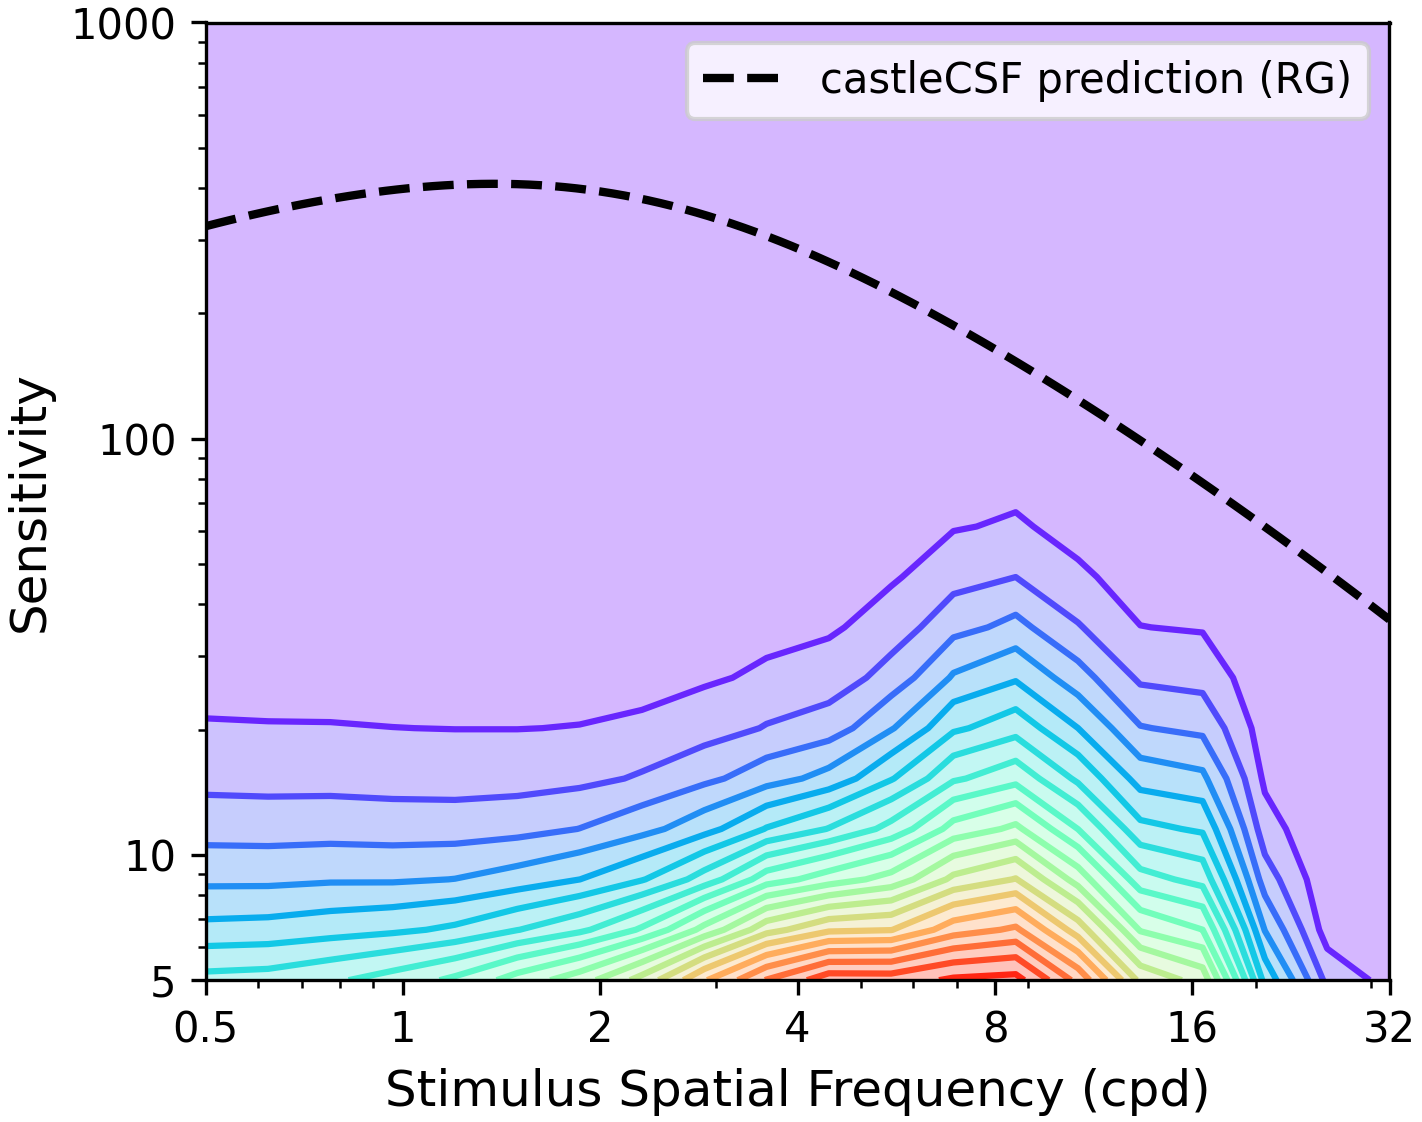 1000
castleCSF prediction (RG)
100
10
5
Sensitivity
0.5 1 2 4 8 16 32
Stimulus Spatial Frequency (cpd)